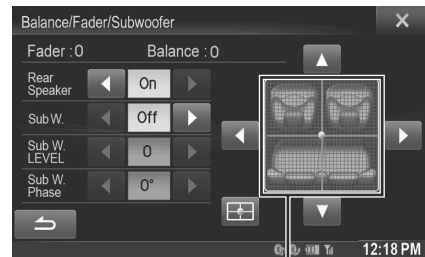 Balance/Fader/Subwoofer
Fader : 0 Balance : 0
Rear
Speaker
On
Sub W.
Off
Sub W.
LEVEL
0
Sub W.
Phase
0°
12:18 PM